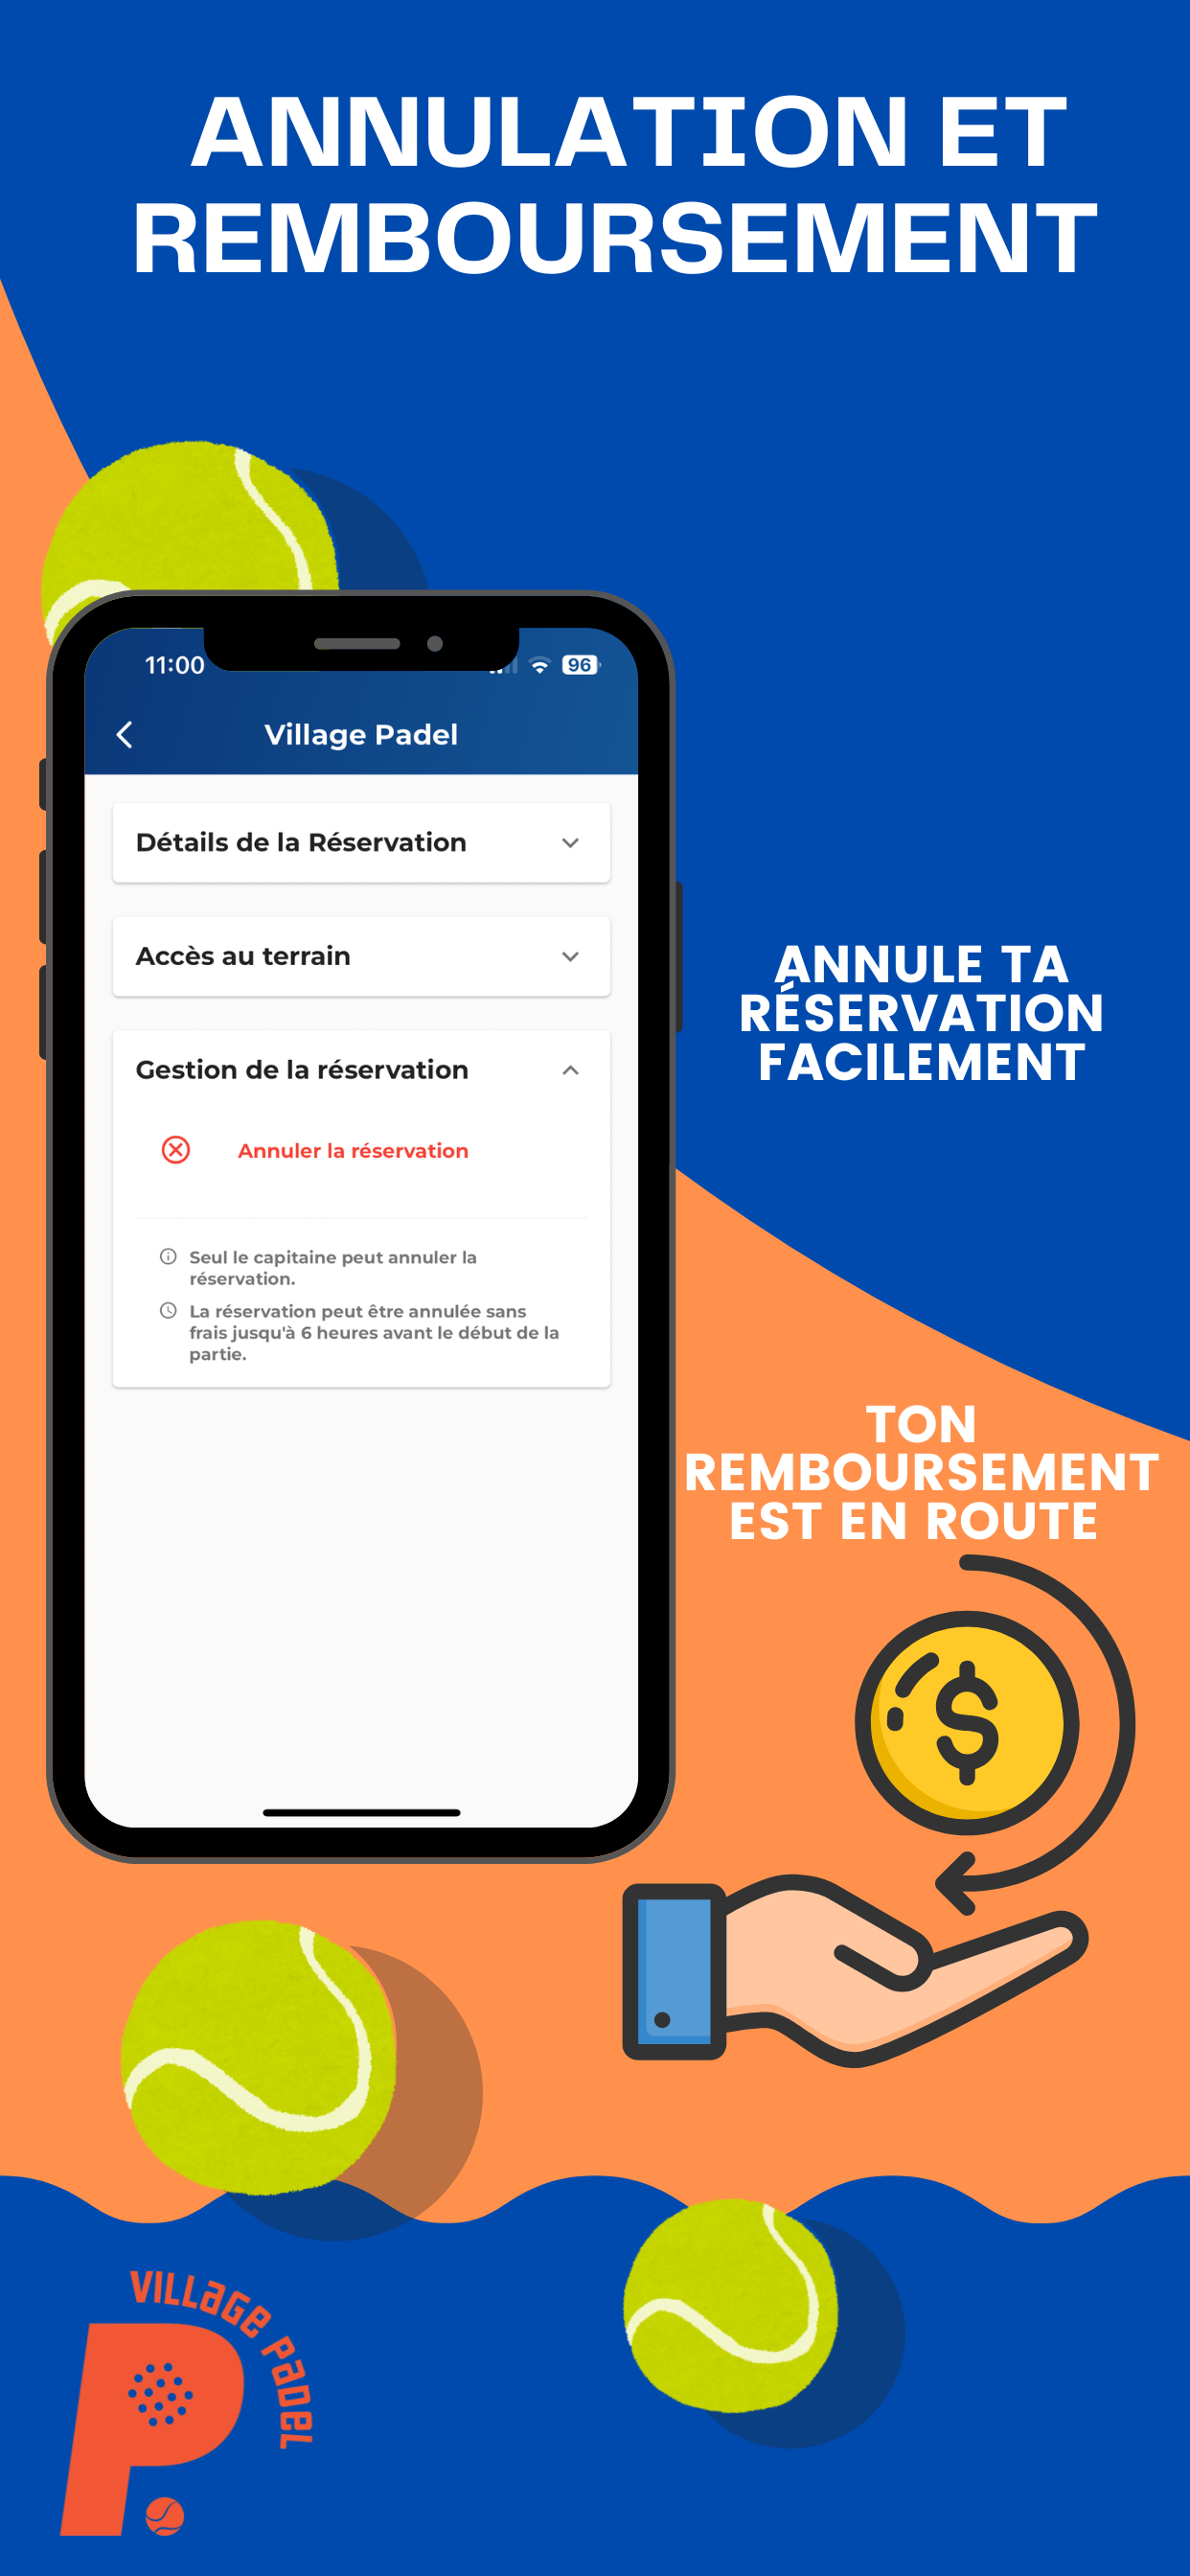 ANNULATION ET
REMBOURSEMENT
11:00
96
Village Padel
Détails de la Réservation
Accès au terrain
Gestion de la réservation
Annuler la réservation
Seul le capitaine peut annuler la
réservation.
La réservation peut être annulée sans
frais jusqu'à 6 heures avant le début de la
partie.
ANNULE TA
RÉSERVATION
FACILEMENT
TON
REMBOURSEMENT
EST EN ROUTE
$
VILLage PaDeL
P.